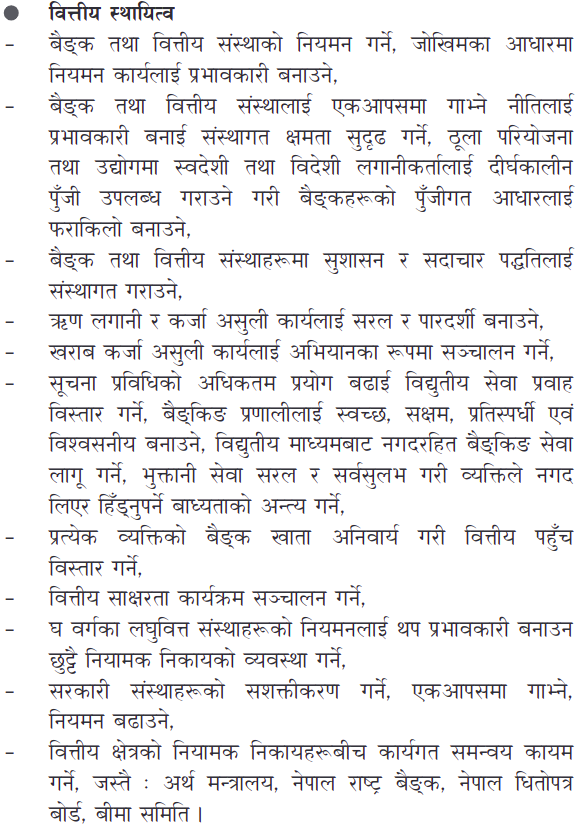 ● वित्तीय स्थायित्व
– बैङ्क तथा वित्तीय संस्थाको नियमन गर्ने, जोखिमका आधारमा
नियमन कार्यलाई प्रभावकारी बनाउने,
– बैङ्क तथा वित्तीय संस्थालाई एकआपसमा गाभ्ने नीतिलाई
प्रभावकारी बनाई संस्थागत क्षमता सुदृढ गर्ने, ठूला परियोजना
तथा उद्योगमा स्वदेशी तथा विदेशी लगानीकर्तालाई दीर्घकालीन
पुँजी उपलब्ध गराउने गरी बैङ्कहरूको पुँजीगत आधारलाई
फराकिलो बनाउने,
– बैङ्क तथा वित्तीय संस्थाहरूमा सुशासन र सदाचार पद्धतिलाई
संस्थागत गराउने,
– ऋण लगानी र कर्जा असुली कार्यलाई सरल र पारदर्शी बनाउने,
– खराब कर्जा असुली कार्यलाई अभियानका रूपमा सञ्चालन गर्ने,
– सूचना प्रविधिको अधिकतम प्रयोग बढाई विद्युतीय सेवा प्रवाह
विस्तार गर्ने, बैङ्किङ प्रणालीलाई स्वच्छ, सक्षम, प्रतिस्पर्धी एवं
विश्वसनीय बनाउने, विद्युतीय माध्यमबाट नगदरहित बैङ्किङ सेवा
लागू गर्ने, भुक्तानी सेवा सरल र सर्वसुलभ गरी व्यक्तिले नगद
लिएर हिँड्नुपर्ने बाध्यताको अन्त्य गर्ने,
– प्रत्येक व्यक्तिको बैङ्क खाता अनिवार्य गरी वित्तीय पहुँच
विस्तार गर्ने,
– वित्तीय साक्षरता कार्यक्रम सञ्चालन गर्ने,
– घ वर्गका लघुवित्त संस्थाहरूको नियमनलाई थप प्रभावकारी बनाउन
छुट्टै नियामक निकायको व्यवस्था गर्ने,
– सरकारी संस्थाहरूको सशक्तीकरण गर्ने, एकआपसमा गाभ्ने,
नियमन बढाउने,
– वित्तीय क्षेत्रको नियामक निकायहरूबीच कार्यगत समन्वय कायम
गर्ने, जस्तै : अर्थ मन्त्रालय, नेपाल राष्ट्र बैङ्क, नेपाल धितोपत्र
बोर्ड, बीमा समिति ।